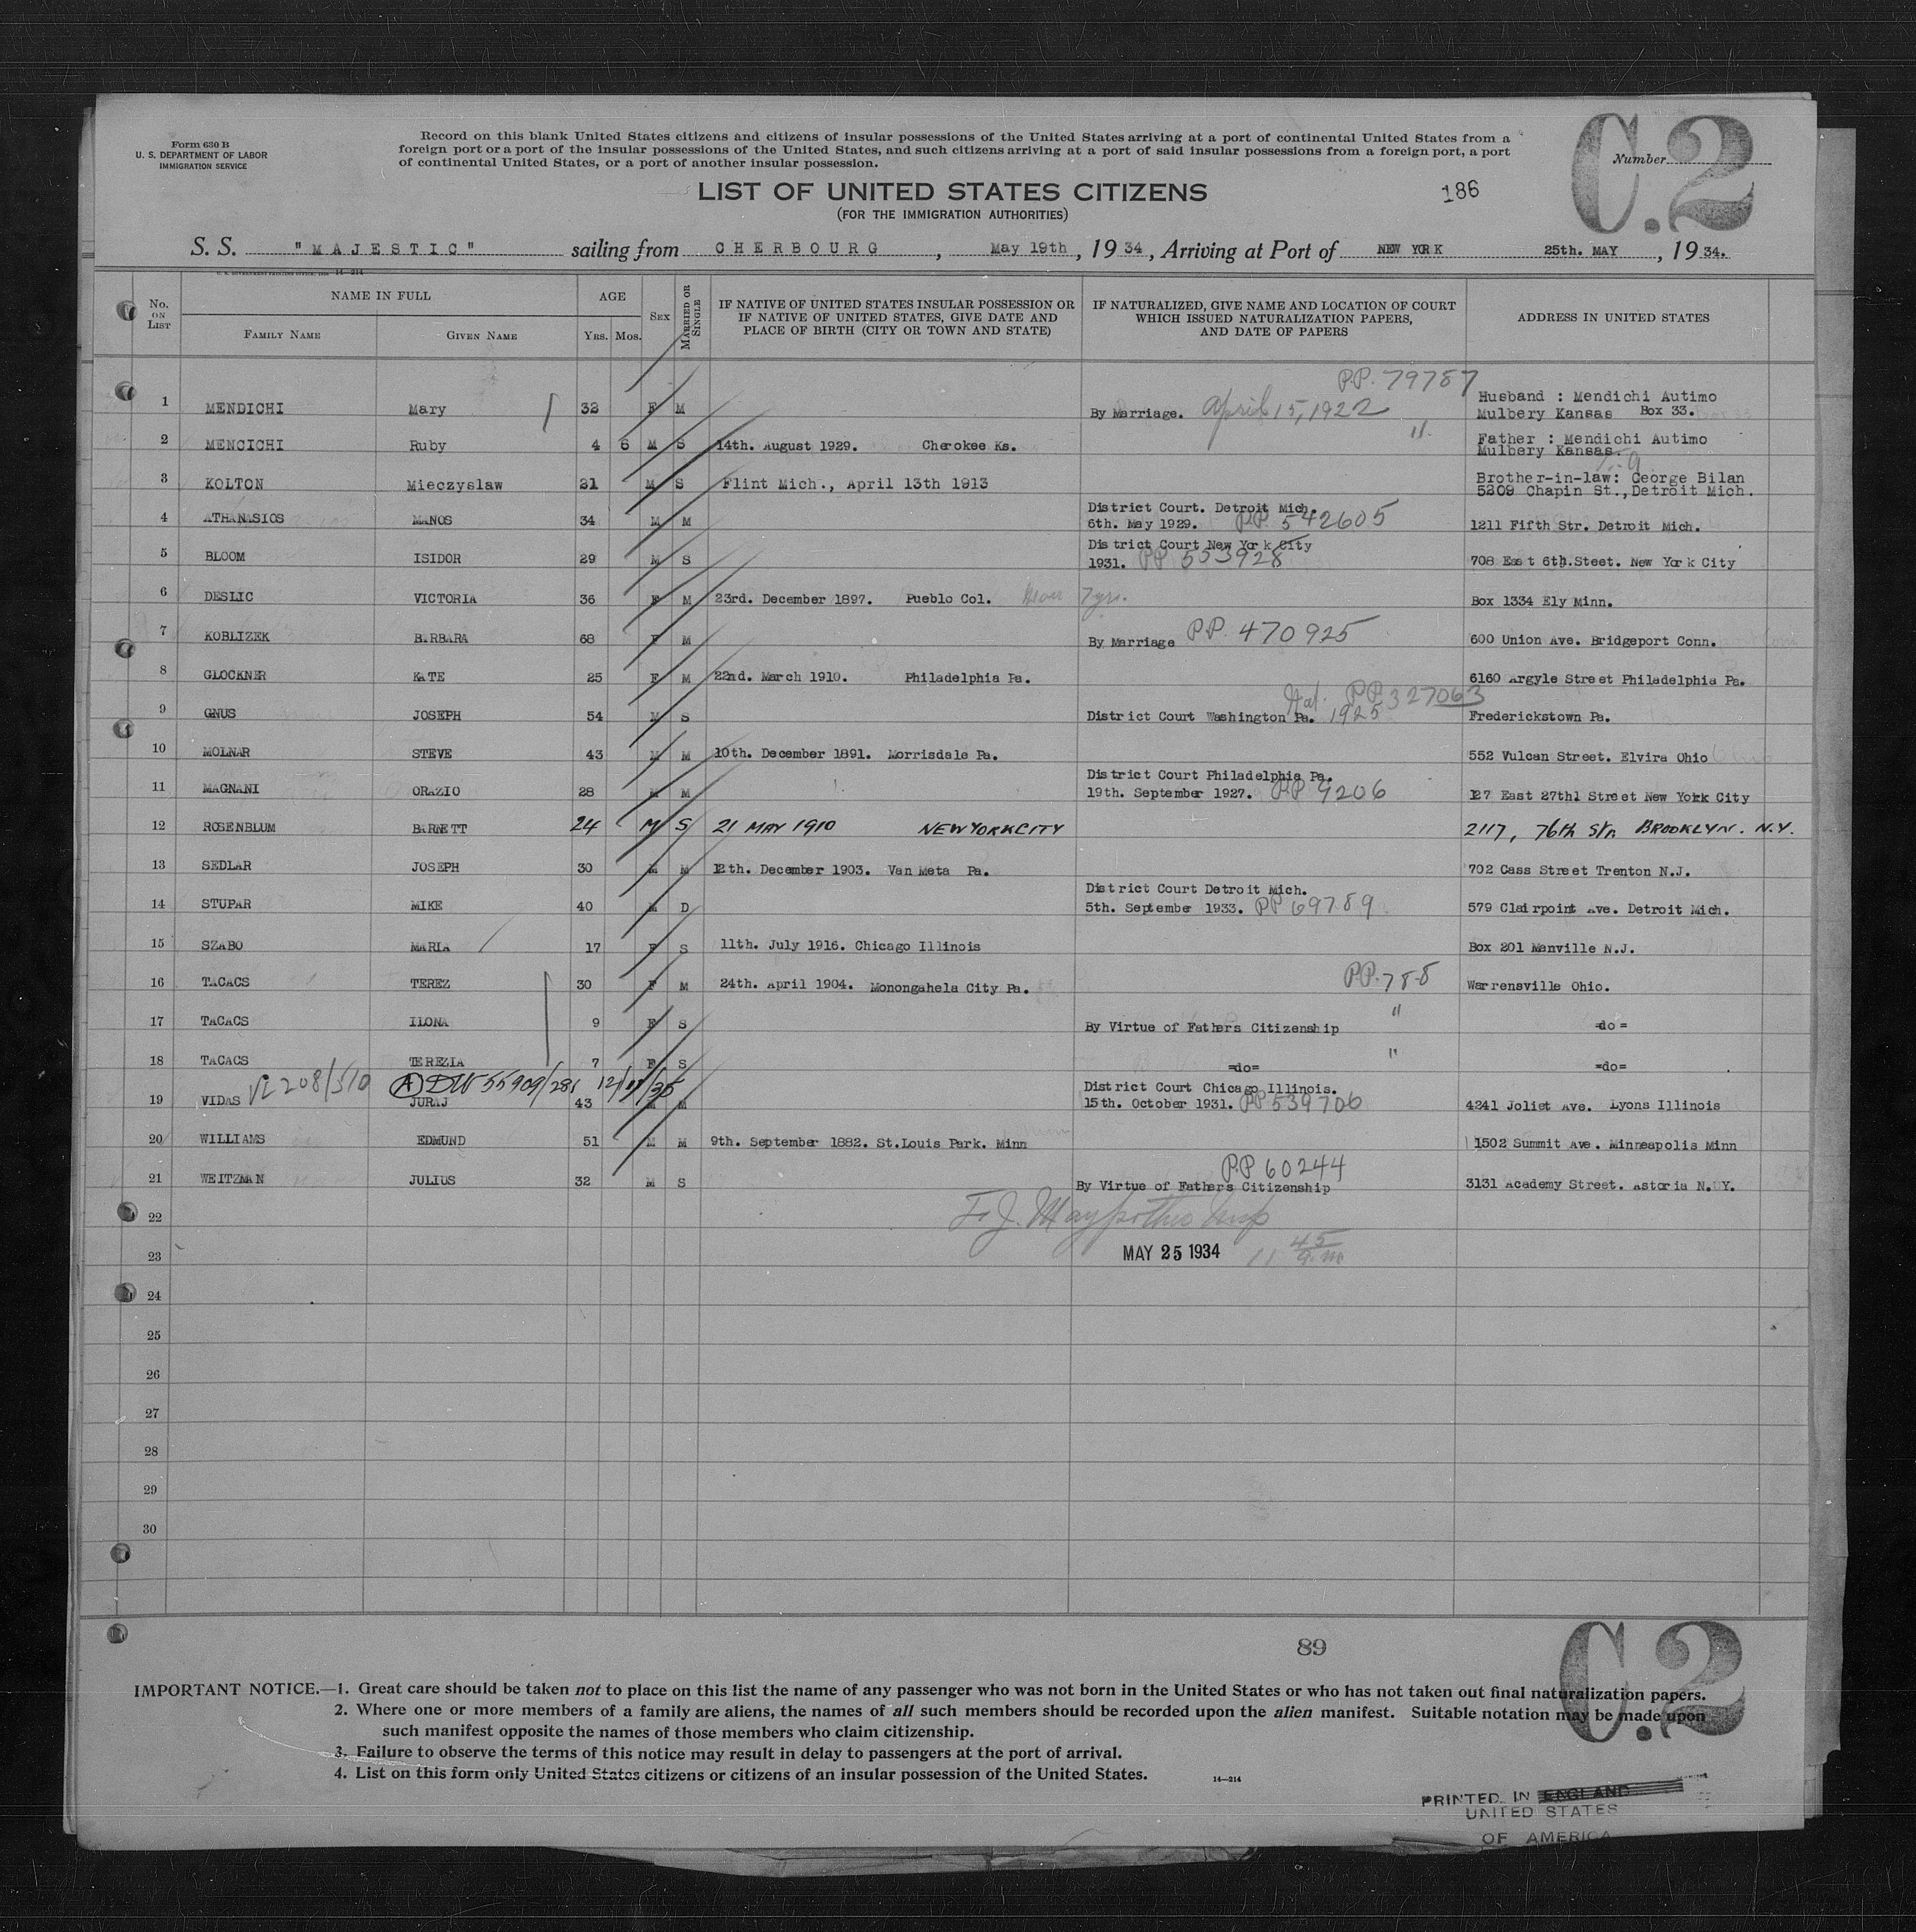 Form 630 B
U. S. DEPARTMENT OF LABOR
IMMIGRATION SERVICE
Record on this blank United States citizens and citizens of insular possessions of the United States arriving at a port of continental United States from a
foreign port or a port of the insular possessions of the United States, and such citizens arriving at a port of said insular possessions from a foreign port, a port
of continental United States, or a port of another insular possession.
C.2
Number
LIST OF UNITED STATES CITIZENS
186
(FOR THE IMMIGRATION AUTHORITIES)
S. S. "MAJESTIC" sailing from CHERBOURG, May 19th, 1934, Arriving at Port of NEW YORK 25th. MAY, 1934.
14-214
No. ON LIST
NAME IN FULL
FAMILY NAME
GIVEN NAME
AGE
YRS. MOS.
SEX
MARRIED OR SINGLE
IF NATIVE OF UNITED STATES INSULAR POSSESSION OR
IF NATIVE OF UNITED STATES, GIVE DATE AND
PLACE OF BIRTH (CITY OR TOWN AND STATE)
IF NATURALIZED, GIVE NAME AND LOCATION OF COURT
WHICH ISSUED NATURALIZATION PAPERS,
AND DATE OF PAPERS
ADDRESS IN UNITED STATES
PP. 79787
Husband : Mendichi Autimo
1 MENDICHI Mary 32 F M By Marriage. April 15, 1922 Mulbery Kansas Box 33.
"
Father : Mendichi Autimo
2 MENCICHI Ruby 4 6 M S 14th. August 1929. Cherokee Ks. Mulbery Kansas.
Brother-in-law: George Bilan
3 KOLTON Mieczyslaw 21 M S Flint Mich., April 13th 1913 5209 Chapin St., Detroit Mich.
District Court. Detroit Mich.
4 ATHANASIOS MANOS 34 M M 6th. May 1929. PP 542605 1211 Fifth Str. Detroit Mich.
District Court New York City
5 BLOOM ISIDOR 29 M S 1931. PP 553928 708 East 6th.Steet. New York City
6 DESLIC VICTORIA 36 F M 23rd. December 1897. Pueblo Col. 7 yrs. Box 1334 Ely Minn.
7 KOBLIZEK BARBARA 68 F M By Marriage PP. 470925 600 Union Ave. Bridgeport Conn.
8 GLOCKNER KATE 25 F M 22nd. March 1910. Philadelphia Pa. 6160 Argyle Street Philadelphia Pa.
Nat. PP327063
9 GNUS JOSEPH 54 M S District Court Washington Pa. 1925 Frederickstown Pa.
10 MOLNAR STEVE 43 M M 10th. December 1891. Morrisdale Pa. 552 Vulcan Street. Elvira Ohio
District Court Philadelphia Pa.
11 MAGNANI ORAZIO 28 M M 19th. September 1927. PP 9206 127 East 27thl Street New York City
12 ROSENBLUM BARNETT 24 M S 21 MAY 1910 NEW YORK CITY 2117, 76th Str. BROOKLYN. N.Y.
13 SEDLAR JOSEPH 30 M M 12th. December 1903. Van Meta Pa. 702 Cass Street Trenton N.J.
District Court Detroit Mich.
14 STUPAR MIKE 40 M D 5th. September 1933. PP 69789 579 Clairpoint Ave. Detroit Mich.
15 SZABO MARIA 17 F S 11th. July 1916. Chicago Illinois Box 201 Manville N.J.
16 TACACS TEREZ 30 F M 24th. April 1904. Monongahela City Pa. PP. 788 Warrensville Ohio.
17 TACACS ILONA 9 F S By Virtue of Fathers Citizenship " =do=
18 TACACS TEREZIA 7 F S =do= " =do=
208/510 (A) DW 55909/281 12/11/35
District Court Chicago Illinois.
19 VIDAS JURAJ 43 M M 15th. October 1931. PP539706 4241 Joliet Ave. Lyons Illinois
20 WILLIAMS EDMUND 51 M M 9th. September 1882. St.Louis Park. Minn 1502 Summit Ave. Minneapolis Minn
PP 60244
21 WEITZMAN JULIUS 32 M S By Virtue of Fathers Citizenship 3131 Academy Street. Astoria N.Y.
22
23 MAY 25 1934 11 45 a.m
24
25
26
27
28
29
30
89
C.2
IMPORTANT NOTICE.—1. Great care should be taken not to place on this list the name of any passenger who was not born in the United States or who has not taken out final naturalization papers.
2. Where one or more members of a family are aliens, the names of all such members should be recorded upon the alien manifest. Suitable notation may be made upon
such manifest opposite the names of those members who claim citizenship.
3. Failure to observe the terms of this notice may result in delay to passengers at the port of arrival.
4. List on this form only United States citizens or citizens of an insular possession of the United States.
14—214
PRINTED IN ENGLAND
UNITED STATES
OF AMERICA